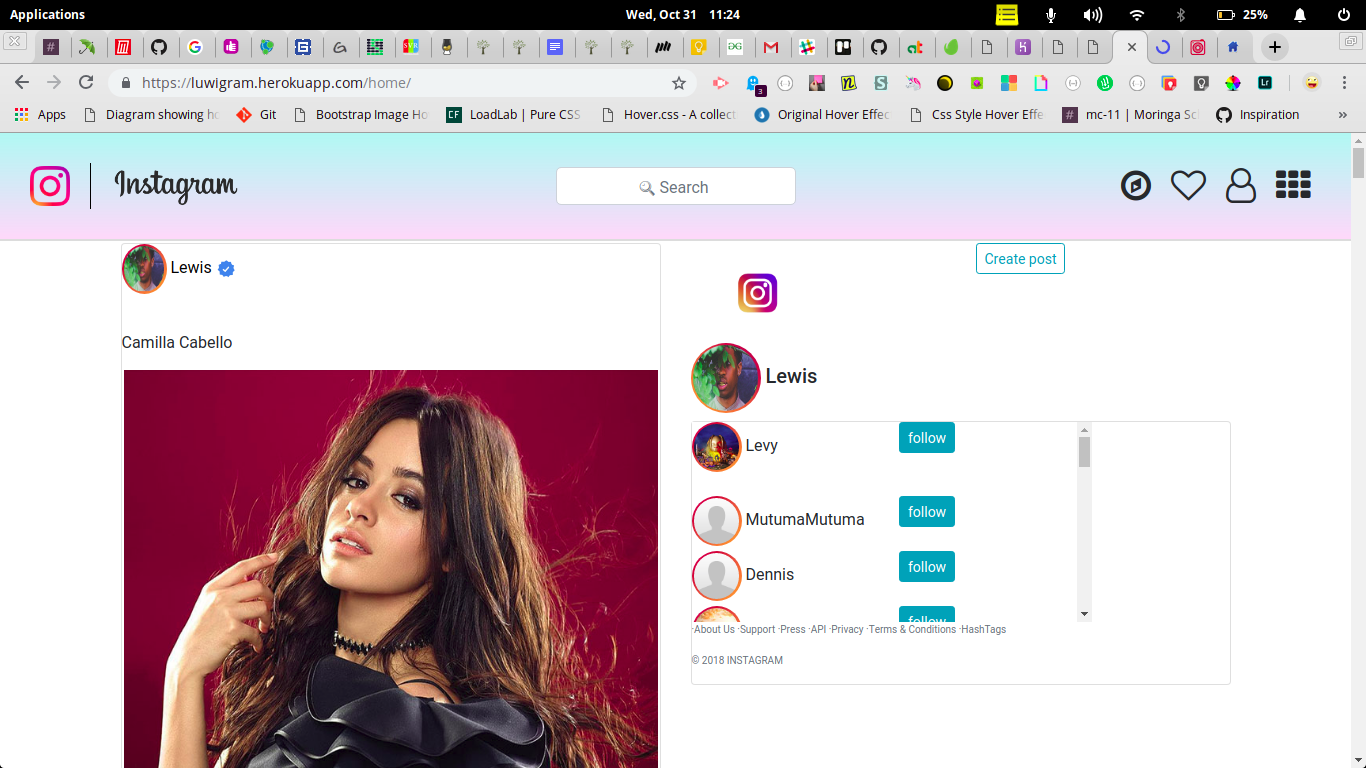 Applications
Wed, Oct 31 11:24
25%
https://luwigram.herokuapp.com/home/
3
Apps
Diagram showing
Git
Bootstrap Image Ho
CF LoadLab | Pure CSS
Hover.css - A collect
Original Hover Effec
Css Style Hover Effe
mc-11 | Moringa Sc
Inspiration
»
Instagram
Search
Lewis
Create post
Camilla Cabello
Lewis
Levy
follow
MutumaMutuma
follow
Dennis
follow
follow
·About Us ·Support ·Press ·API ·Privacy ·Terms & Conditions ·HashTags
© 2018 INSTAGRAM